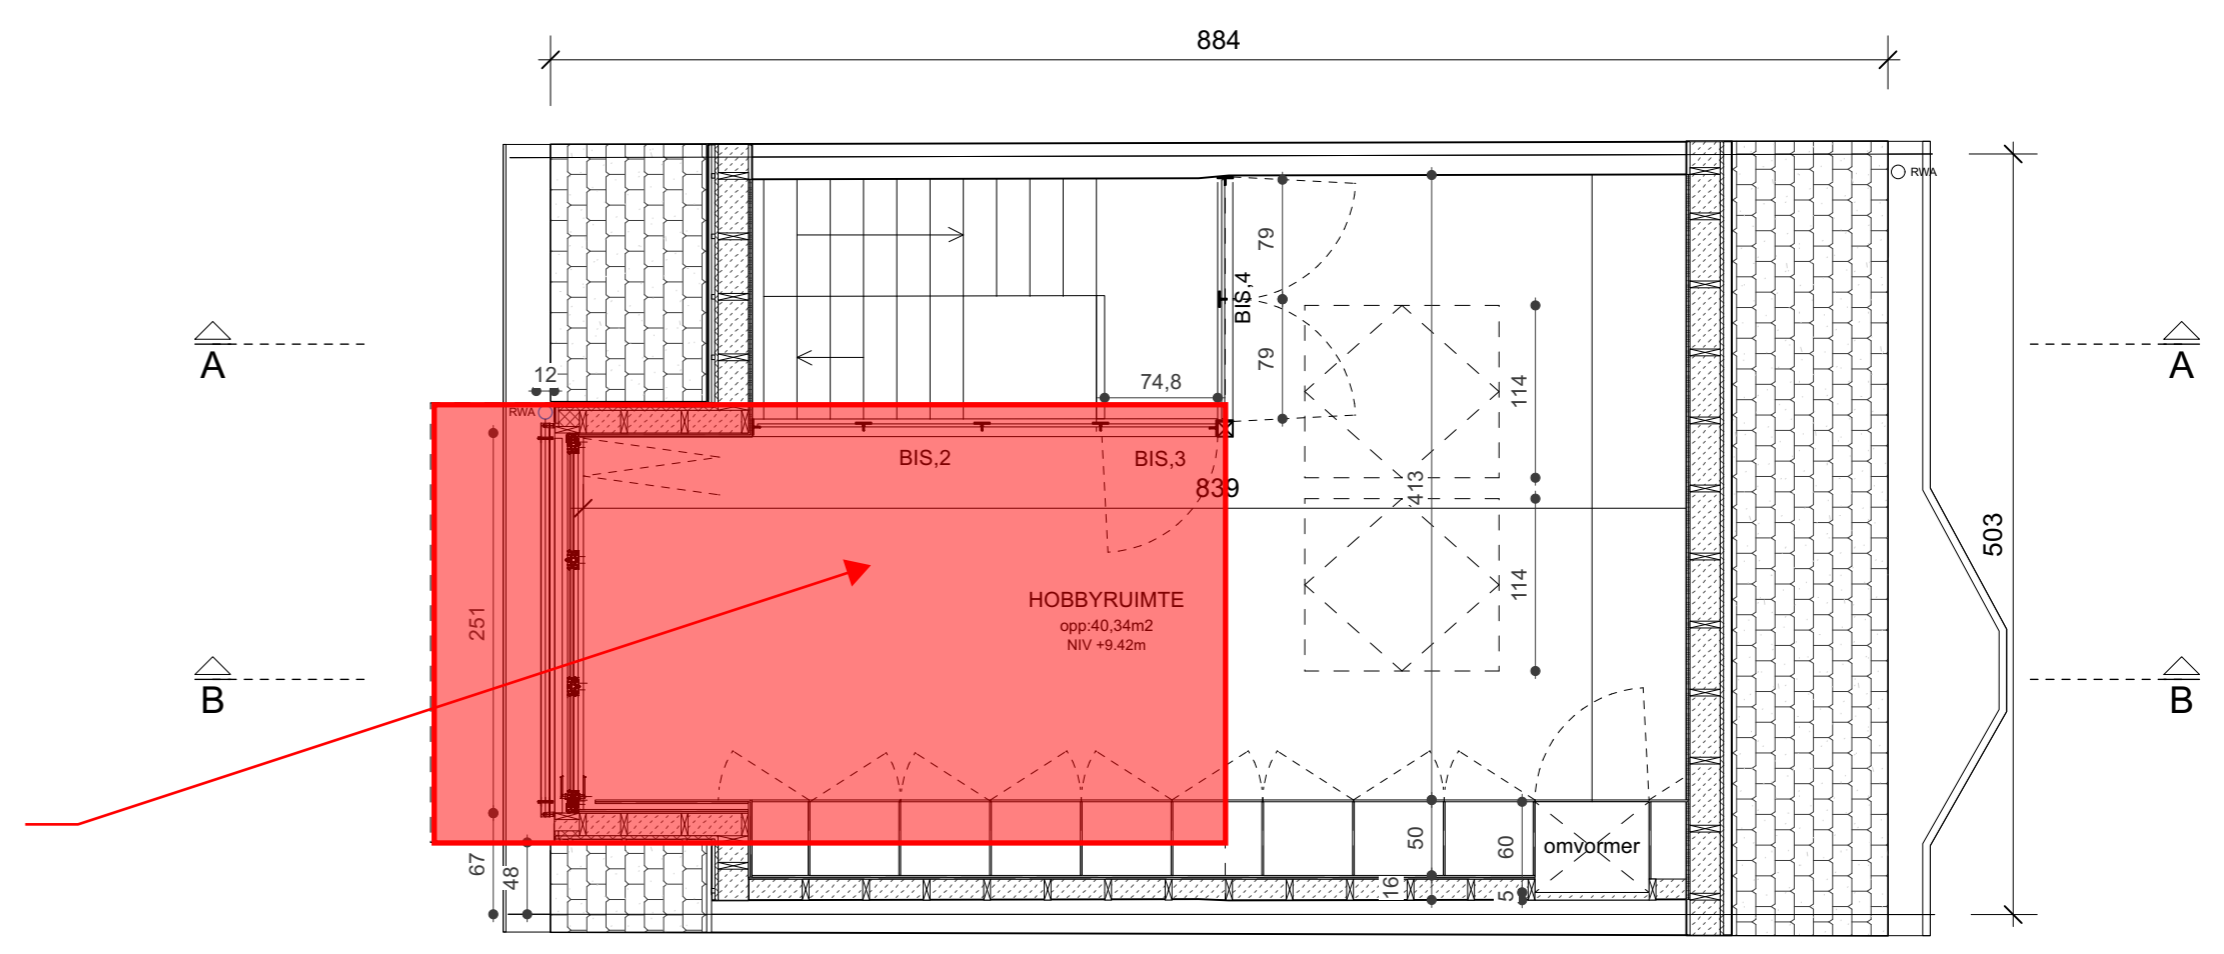 884
RWA
79
BIS,4
503
A
A
79
114
12
74,8
RWA
BIS,2
BIS,3
839
413
251
114
HOBBYRUIMTE
opp:40,34m2
NIV +9.42m
B
B
67
48
50
60
omvormer
16
5